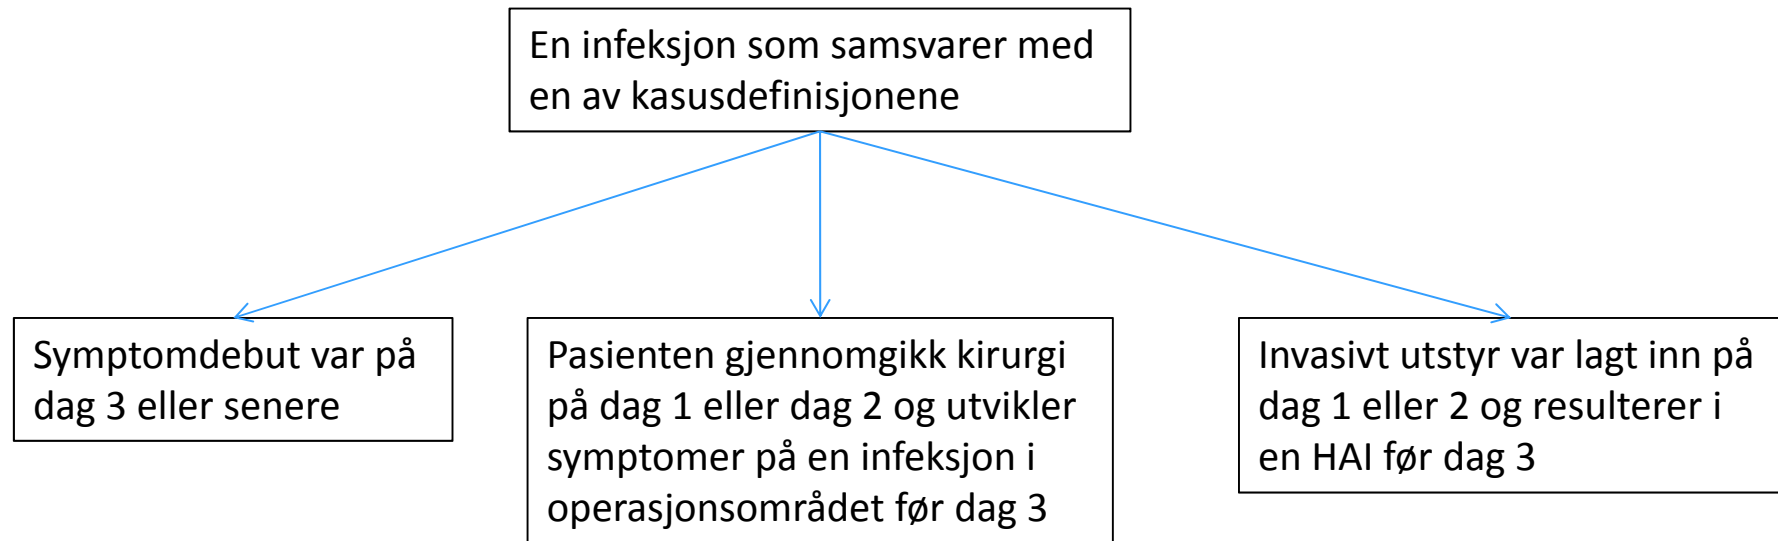 En infeksjon som samsvarer med
en av kasusdefinisjonene
Symptomdebut var på
dag 3 eller senere
Pasienten gjennomgikk kirurgi
på dag 1 eller dag 2 og utvikler
symptomer på en infeksjon i
operasjonsområdet før dag 3
Invasivt utstyr var lagt inn på
dag 1 eller 2 og resulterer i
en HAI før dag 3